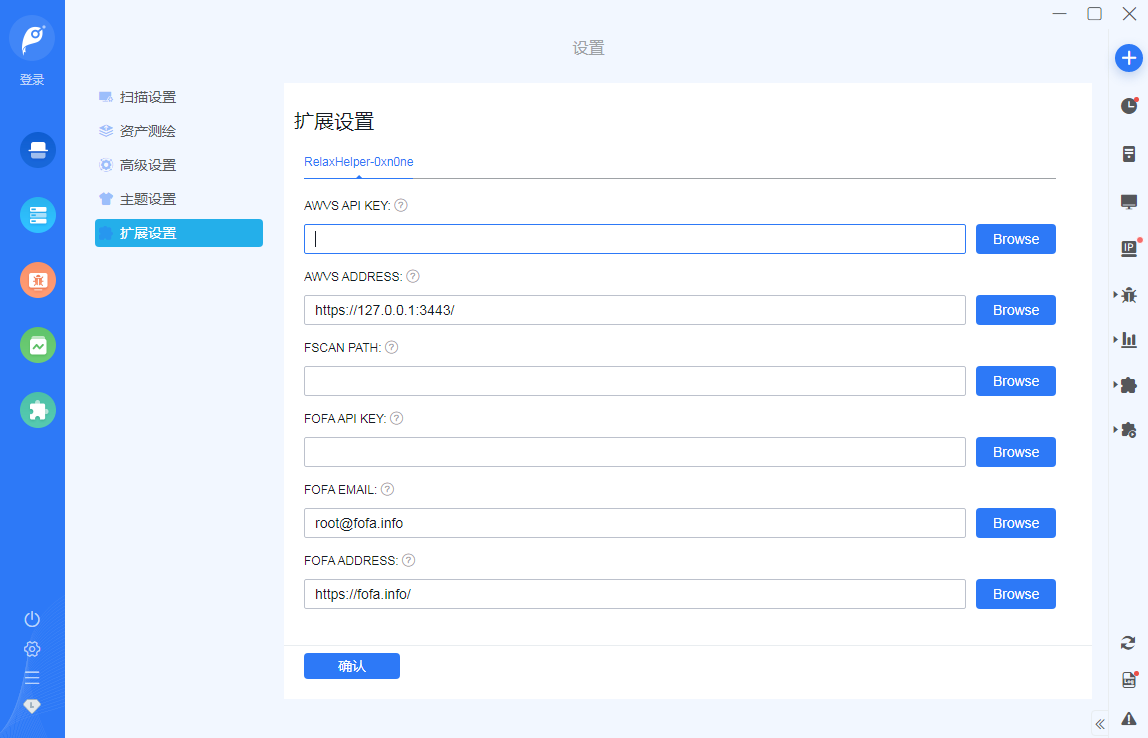 设置
登录
扫描设置
资产测绘
高级设置
主题设置
扩展设置
扩展设置
RelaxHelper-0xn0ne
AWVS API KEY: ?
Browse
AWVS ADDRESS: ?
https://127.0.0.1:3443/
Browse
FSCAN PATH: ?
Browse
FOFA API KEY: ?
Browse
FOFA EMAIL: ?
root@fofa.info
Browse
FOFA ADDRESS: ?
https://fofa.info/
Browse
确认
IP
LOG